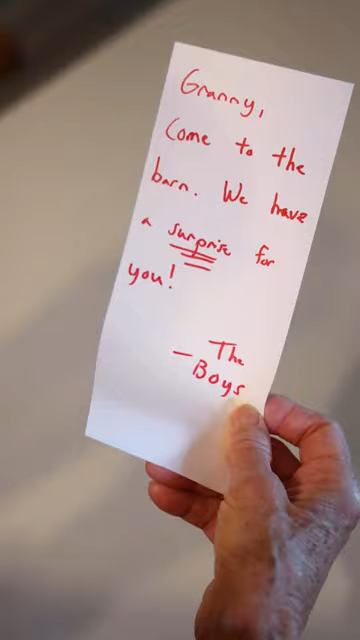 Granny,
Come to the
barn. We have
a surprise for
you!
The
— Boys